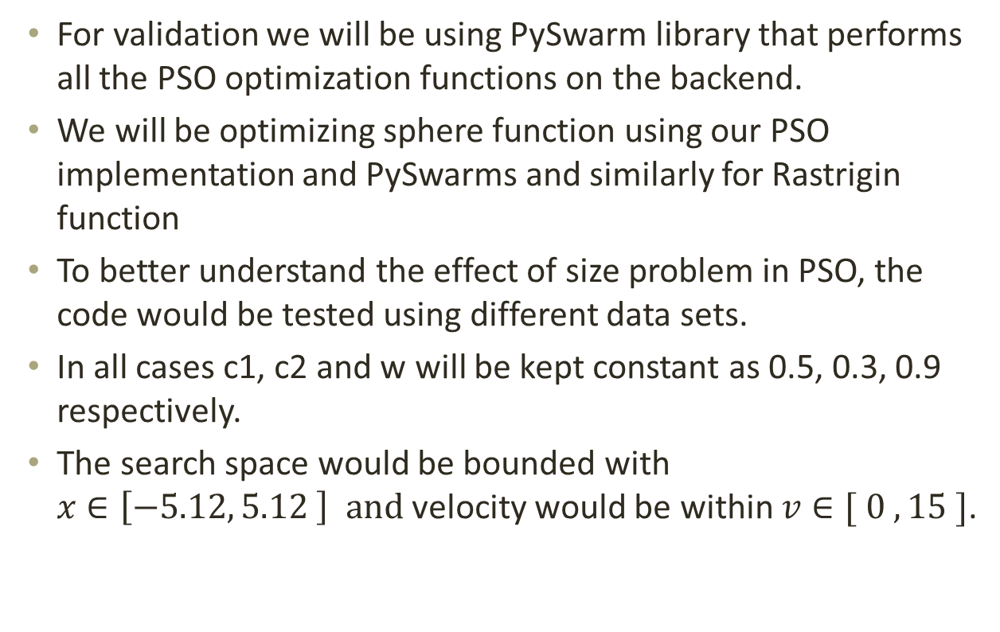 • For validation we will be using PySwarm library that performs
all the PSO optimization functions on the backend.
• We will be optimizing sphere function using our PSO
implementation and PySwarms and similarly for Rastrigin
function
• To better understand the effect of size problem in PSO, the
code would be tested using different data sets.
• In all cases c1, c2 and w will be kept constant as 0.5, 0.3, 0.9
respectively.
• The search space would be bounded with
x ∈ [−5.12, 5.12 ] and velocity would be within v ∈ [ 0 , 15 ].